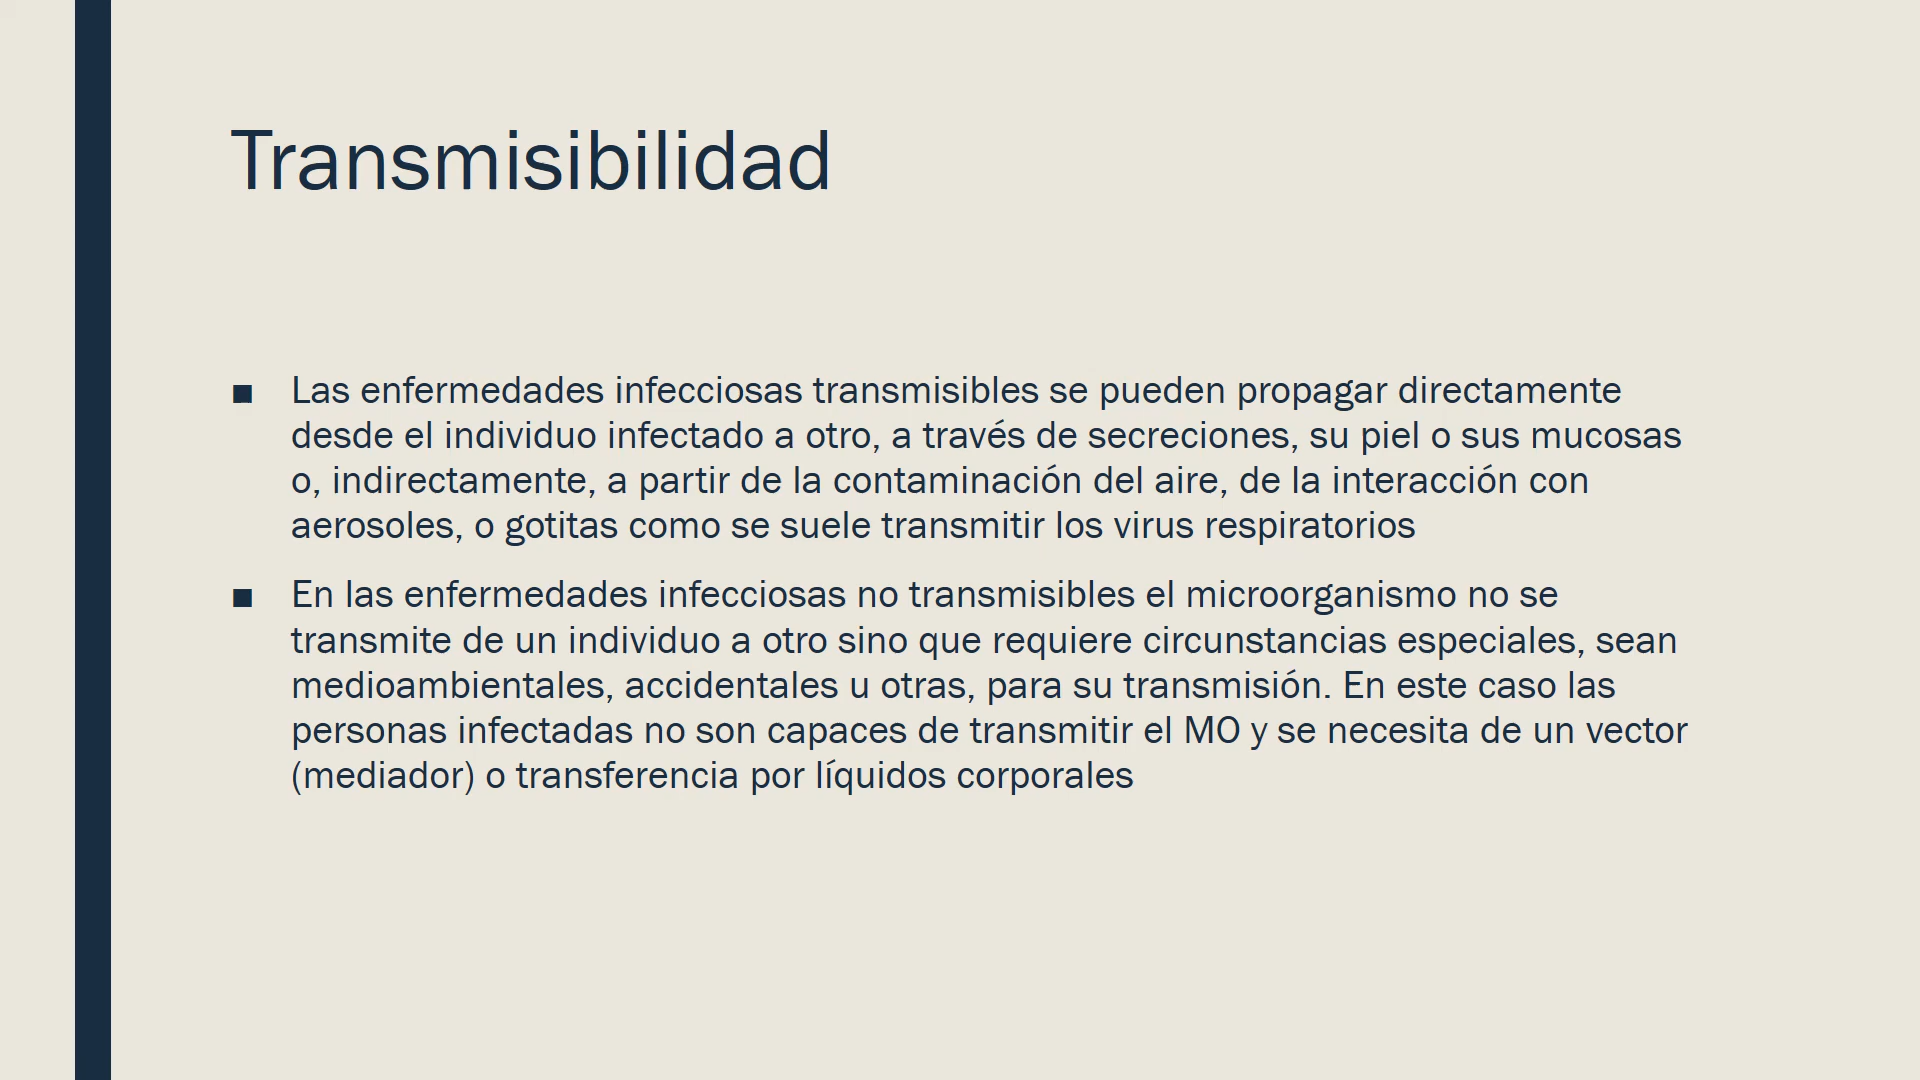 Transmisibilidad
■ Las enfermedades infecciosas transmisibles se pueden propagar directamente
desde el individuo infectado a otro, a través de secreciones, su piel o sus mucosas
o, indirectamente, a partir de la contaminación del aire, de la interacción con
aerosoles, o gotitas como se suele transmitir los virus respiratorios
■ En las enfermedades infecciosas no transmisibles el microorganismo no se
transmite de un individuo a otro sino que requiere circunstancias especiales, sean
medioambientales, accidentales u otras, para su transmisión. En este caso las
personas infectadas no son capaces de transmitir el MO y se necesita de un vector
(mediador) o transferencia por líquidos corporales